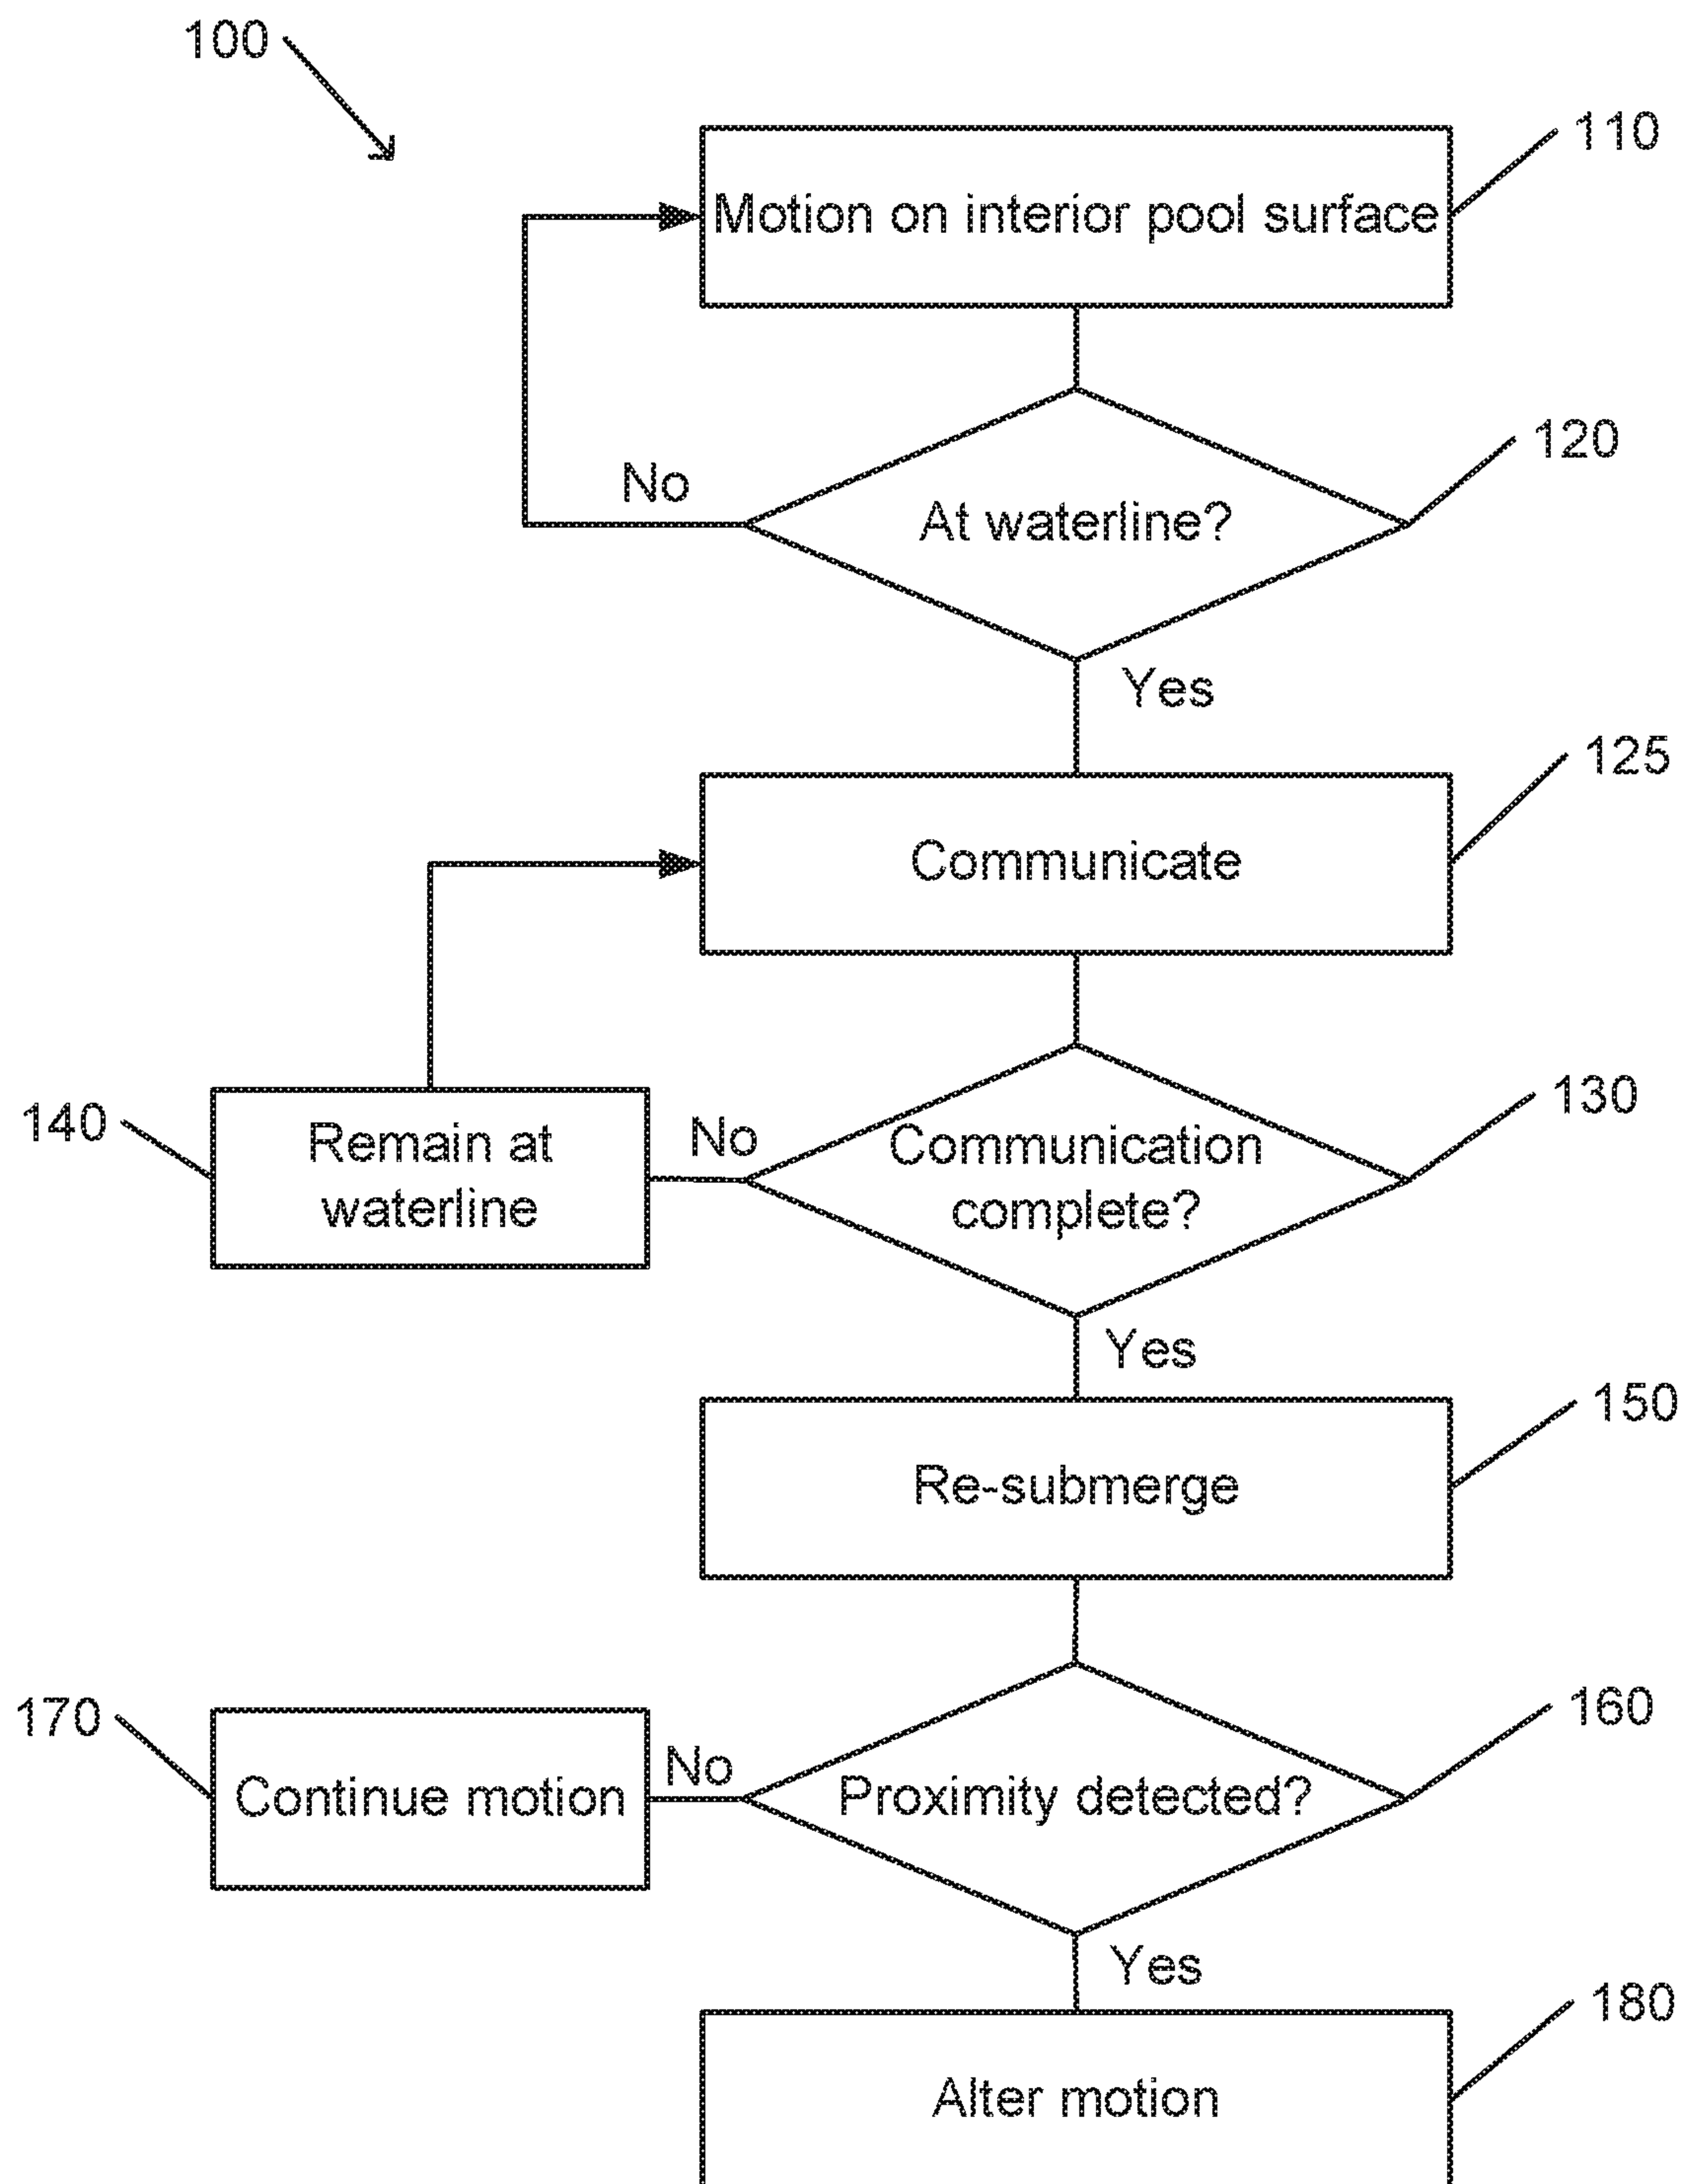 100
110
Motion on interior pool surface
120
No
At waterline?
Yes
125
Communicate
130
140
Remain at
waterline
No
Communication
complete?
Yes
150
Re-submerge
160
170
Continue motion
No
Proximity detected?
Yes
180
Alter motion